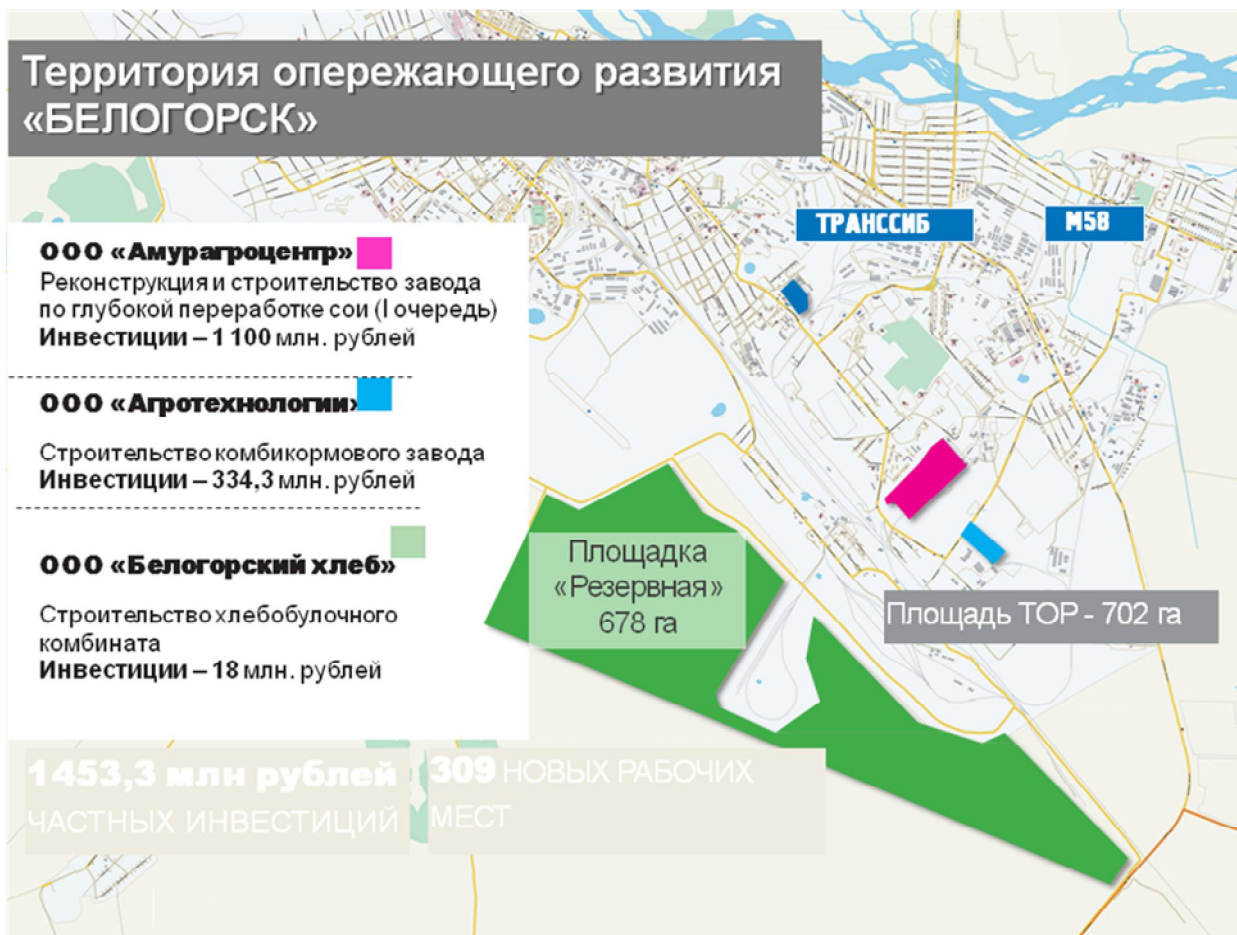 Территория опережающего развития
«БЕЛОГОРСК»
ТРАНССИБ
М58
ООО «Амурагроцентр»
Реконструкция и строительство завода
по глубокой переработке сои (I очередь)
Инвестиции – 1 100 млн. рублей
ООО «Агротехнологии»
Строительство комбикормового завода
Инвестиции – 334,3 млн. рублей
ООО «Белогорский хлеб»
Строительство хлебобулочного
комбината
Инвестиции – 18 млн. рублей
Площадка
«Резервная»
678 га
Площадь ТОР - 702 га
1453,3 млн рублей
ЧАСТНЫХ ИНВЕСТИЦИЙ
309 НОВЫХ РАБОЧИХ
МЕСТ